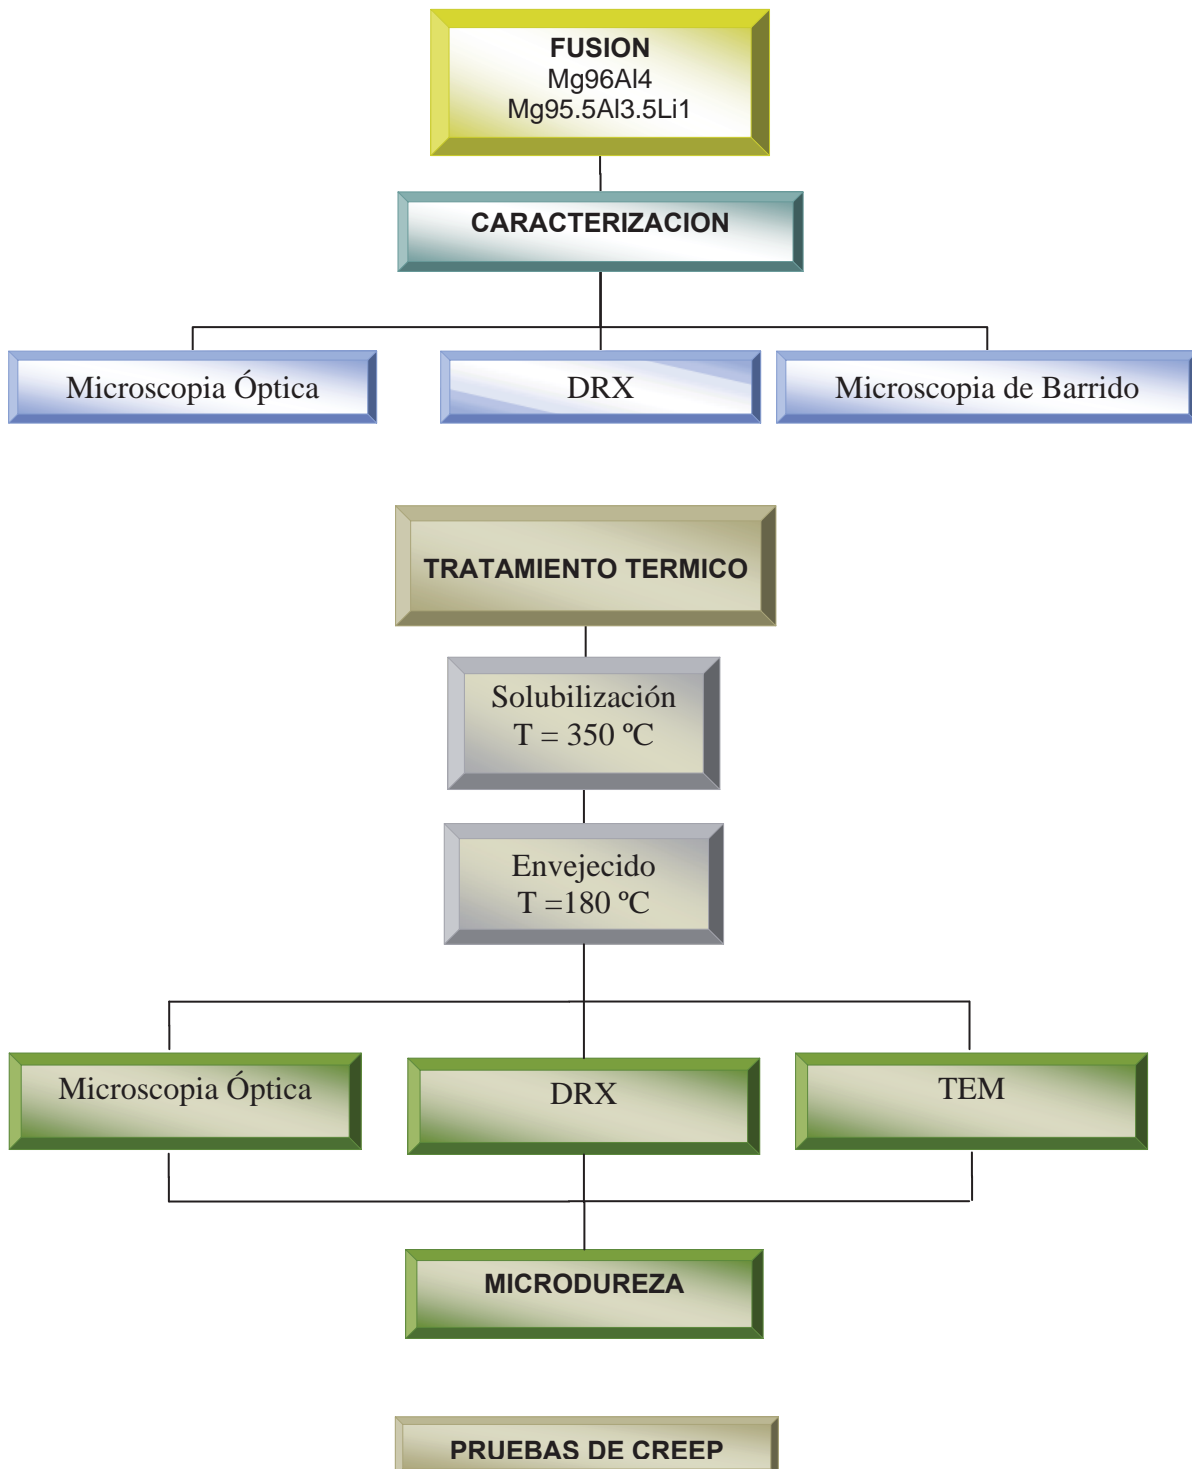 FUSION
Mg96Al4
Mg95.5Al3.5Li1
CARACTERIZACION
Microscopia Óptica
DRX
Microscopia de Barrido
TRATAMIENTO TERMICO
Solubilización
T = 350 ºC
Envejecido
T =180 ºC
Microscopia Óptica
DRX
TEM
MICRODUREZA
PRUEBAS DE CREEP